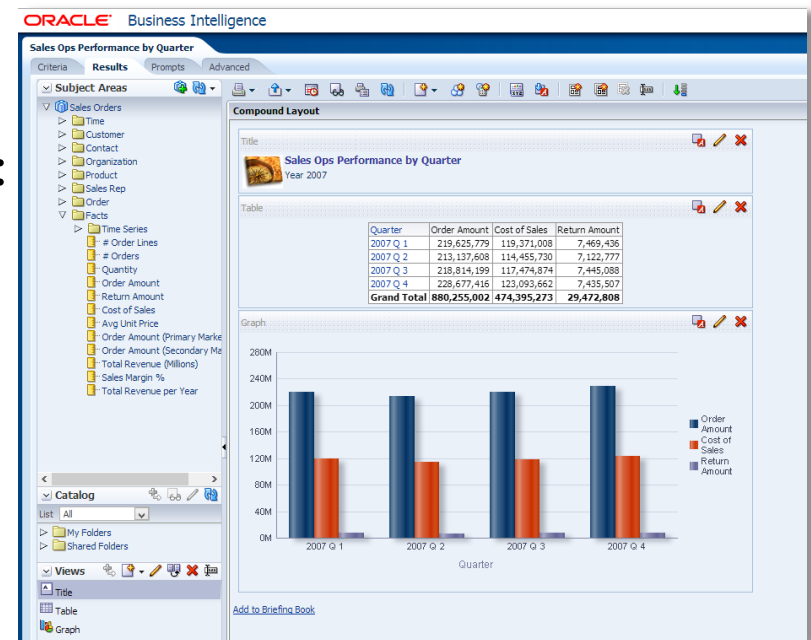 ORACLE Business Intelligence
Sales Ops Performance by Quarter
Criteria Results Prompts Advanced
Subject Areas
Sales Orders
Time
Customer
Contact
Organization
Product
Sales Rep
Order
Facts
Time Series
# Order Lines
# Orders
Quantity
Order Amount
Return Amount
Cost of Sales
Avg Unit Price
Order Amount (Primary Marke
Order Amount (Secondary Ma
Total Revenue (Millions)
Sales Margin %
Total Revenue per Year
Catalog
List All
My Folders
Shared Folders
Views
Title
Table
Graph
Compound Layout
Title
Sales Ops Performance by Quarter
Year 2007
Table
Quarter Order Amount Cost of Sales Return Amount
2007 Q 1 219,625,779 119,371,008 7,469,436
2007 Q 2 213,137,608 114,455,730 7,122,777
2007 Q 3 218,814,199 117,474,874 7,445,088
2007 Q 4 228,677,416 123,093,662 7,435,507
Grand Total 880,255,002 474,395,273 29,472,808
Graph
280M
240M
200M
160M
120M
80M
40M
0M
2007 Q 1 2007 Q 2 2007 Q 3 2007 Q 4
Quarter
Order
Amount
Cost of
Sales
Return
Amount
Add to Briefing Book